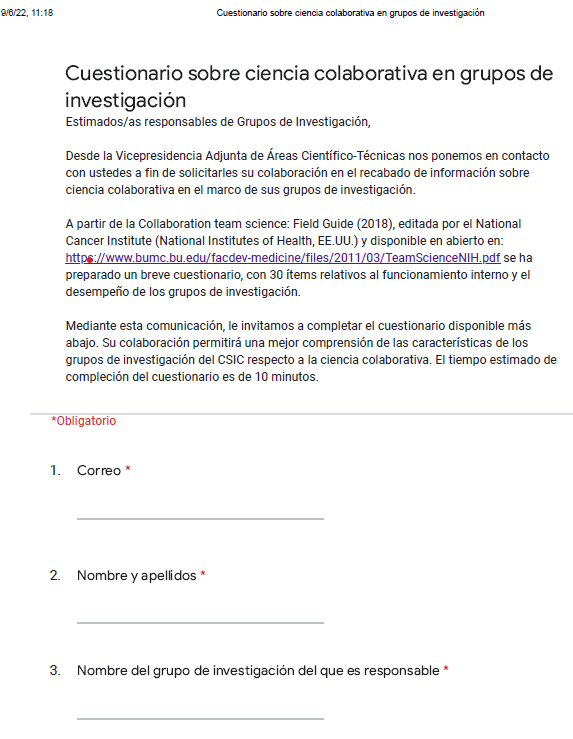 9/6/22, 11:18 Cuestionario sobre ciencia colaborativa en grupos de investigación
Cuestionario sobre ciencia colaborativa en grupos de
investigación
Estimados/as responsables de Grupos de Investigación,
Desde la Vicepresidencia Adjunta de Áreas Científico-Técnicas nos ponemos en contacto
con ustedes a fin de solicitarles su colaboración en el recabado de información sobre
ciencia colaborativa en el marco de sus grupos de investigación.
A partir de la Collaboration team science: Field Guide (2018), editada por el National
Cancer Institute (National Institutes of Health, EE.UU.) y disponible en abierto en:
https://www.bumc.bu.edu/facdev-medicine/files/2011/03/TeamScienceNIH.pdf se ha
preparado un breve cuestionario, con 30 ítems relativos al funcionamiento interno y el
desempeño de los grupos de investigación.
Mediante esta comunicación, le invitamos a completar el cuestionario disponible más
abajo. Su colaboración permitirá una mejor comprensión de las características de los
grupos de investigación del CSIC respecto a la ciencia colaborativa. El tiempo estimado de
compleción del cuestionario es de 10 minutos.
*Obligatorio
1. Correo *
2. Nombre y apellidos *
3. Nombre del grupo de investigación del que es responsable *